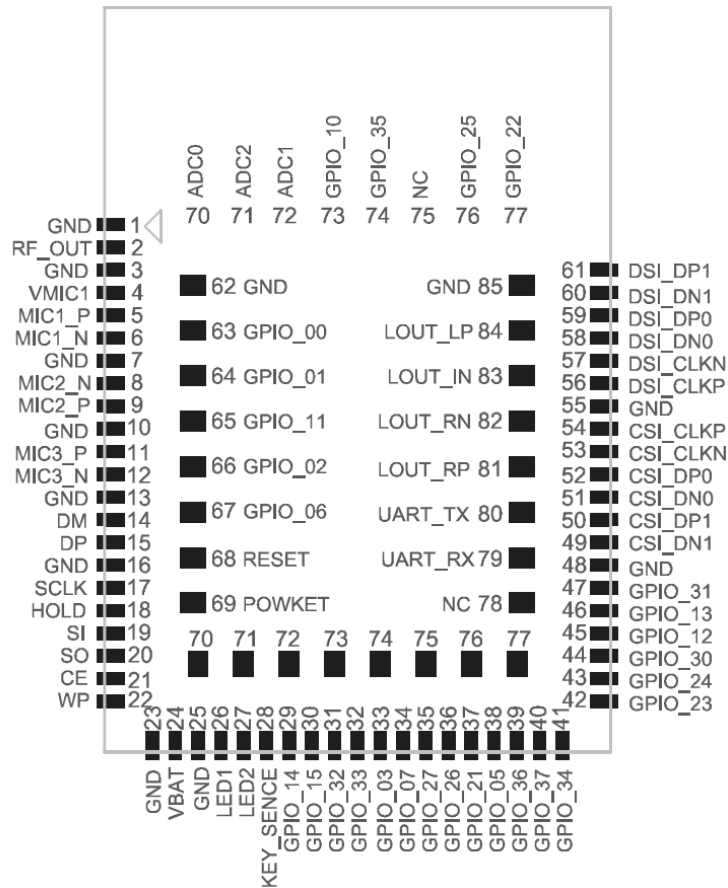 ADC0
ADC2
ADC1
GPIO_10
GPIO_35
NC
GPIO_25
GPIO_22
70 71 72 73 74 75 76 77
GND 1
RF_OUT 2
GND 3
VMIC1 4
MIC1_P 5
MIC1_N 6
GND 7
MIC2_N 8
MIC2_P 9
GND 10
MIC3_P 11
MIC3_N 12
GND 13
DM 14
DP 15
GND 16
SCLK 17
HOLD 18
SI 19
SO 20
CE 21
WP 22
62 GND
63 GPIO_00
64 GPIO_01
65 GPIO_11
66 GPIO_02
67 GPIO_06
68 RESET
69 POWKET
GND 85
LOUT_LP 84
LOUT_IN 83
LOUT_RN 82
LOUT_RP 81
UART_TX 80
UART_RX 79
NC 78
61 DSI_DP1
60 DSI_DN1
59 DSI_DP0
58 DSI_DN0
57 DSI_CLKN
56 DSI_CLKP
55 GND
54 CSI_CLKP
53 CSI_CLKN
52 CSI_DP0
51 CSI_DN0
50 CSI_DP1
49 CSI_DN1
48 GND
47 GPIO_31
46 GPIO_13
45 GPIO_12
44 GPIO_30
43 GPIO_24
42 GPIO_23
70 71 72 73 74 75 76 77
23 GND
24 VBAT
25 GND
26 LED1
27 LED2
28 KEY_SENCE
29 GPIO_14
30 GPIO_15
31 GPIO_32
32 GPIO_33
33 GPIO_03
34 GPIO_07
35 GPIO_27
36 GPIO_26
37 GPIO_21
38 GPIO_05
39 GPIO_36
40 GPIO_37
41 GPIO_34